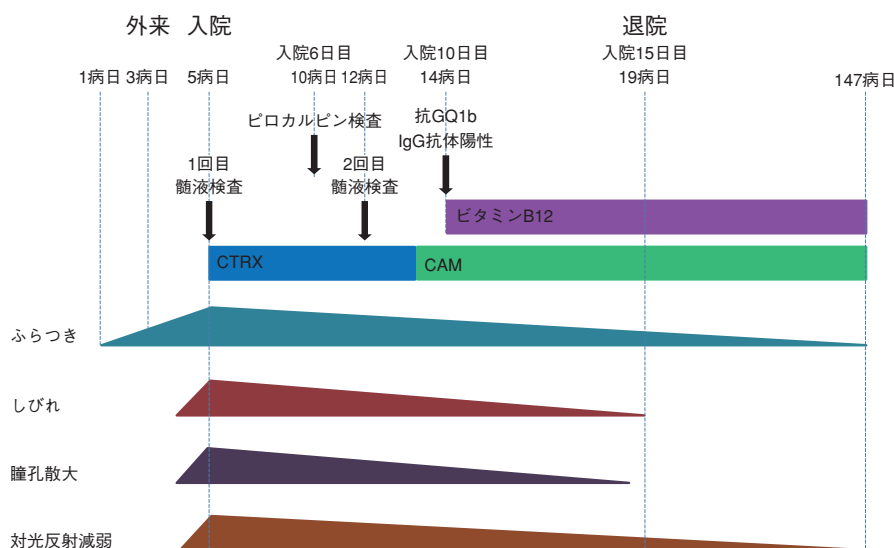 外来 入院 退院
入院6日目 入院10日目 入院15日目
1病日 3病日 5病日 10病日 12病日 14病日 19病日 147病日
ピロカルピン検査
抗GQ1b
IgG抗体陽性
1回目
髄液検査
2回目
髄液検査
ビタミンB12
CTRX CAM
ふらつき
しびれ
瞳孔散大
対光反射減弱